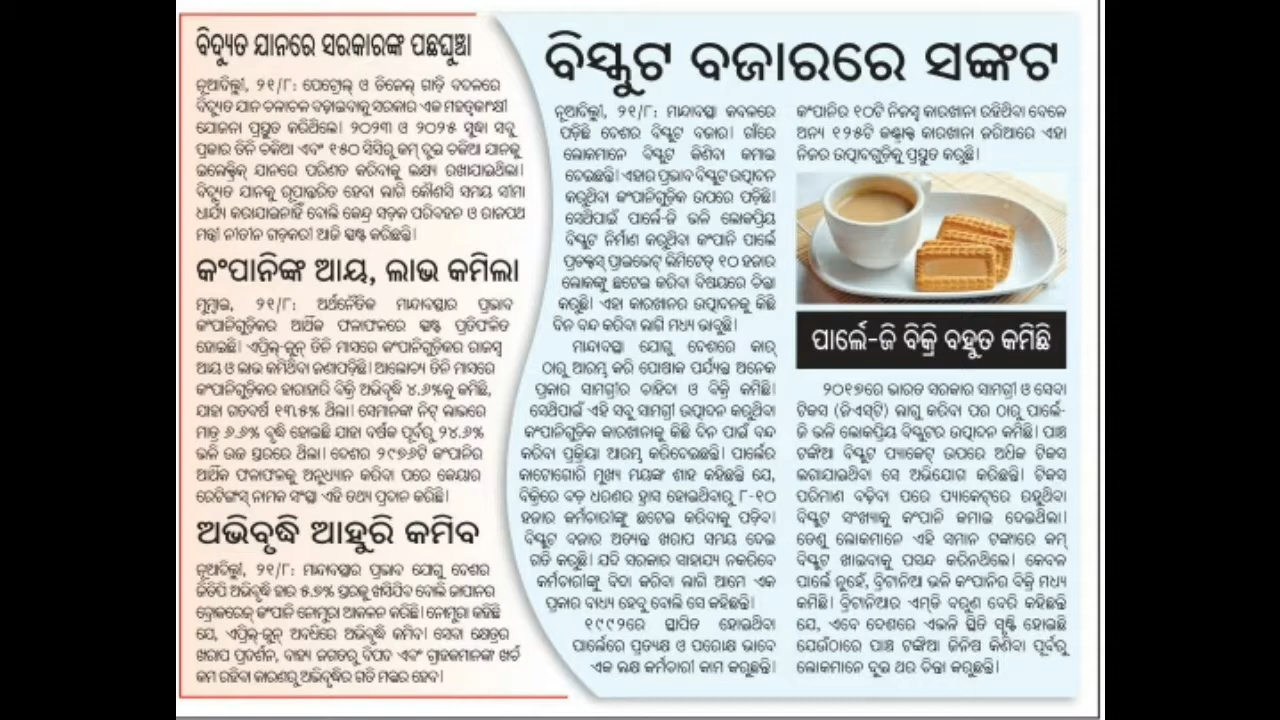 ବିଦ୍ୟୁତ ଯାନରେ ସରକାରଙ୍କ ପଛଘୁଞ୍ଚା
ନୂଆଦିଲ୍ଲୀ, ୨୧/୮: ପେଟ୍ରୋଲ୍ ଓ ଡିଜେଲ୍ ଗାଡ଼ି ବଦଳରେ
ବିଦ୍ୟୁତ ଯାନ ଚଳାଚଳ ବଢ଼ାଇବାକୁ ସରକାର ଏକ ମହତ୍ୱାକାଂକ୍ଷୀ
ଯୋଜନା ପ୍ରସ୍ତୁତ କରିଥିଲେ। ୨୦୨୩ ଓ ୨୦୨୫ ସୁଦ୍ଧା ସବୁ
ପ୍ରକାର ତିନି ଚକିଆ ଏବଂ ୧୫୦ ସିସିରୁ କମ୍ ଦୁଇ ଚକିଆ ଯାନକୁ
ଇଲେକ୍ଟ୍ରିକ୍ ଯାନରେ ପରିଣତ କରିବାକୁ ଲକ୍ଷ୍ୟ ରଖାଯାଇଥିଲା।
ବିଦ୍ୟୁତ ଯାନକୁ ରୂପାନ୍ତରିତ ହେବା ଲାଗି କୌଣସି ସମୟ ସୀମା
ଧାର୍ଯ୍ୟ କରାଯାଇନାହିଁ ବୋଲି କେନ୍ଦ୍ର ସଡ଼କ ପରିବହନ ଓ ରାଜପଥ
ମନ୍ତ୍ରୀ ନୀତୀନ ଗଡ଼କରୀ ଆଜି ସ୍ପଷ୍ଟ କରିଛନ୍ତି।
କଂପାନିଙ୍କ ଆୟ, ଲାଭ କମିଲା
ମୁମ୍ବାଇ, ୨୧/୮: ଅର୍ଥନୈତିକ ମାନ୍ଦାବସ୍ଥାର ପ୍ରଭାବ
କଂପାନିଗୁଡ଼ିକର ଆର୍ଥିକ ଫଳାଫଳରେ ସ୍ପଷ୍ଟ ପ୍ରତିଫଳିତ
ହୋଇଛି। ଏପ୍ରିଲ୍-ଜୁନ୍ ତିନି ମାସରେ କଂପାନିଗୁଡ଼ିକର ରାଜସ୍ୱ
ଆୟ ଓ ଲାଭ କମିଥିବା ଜଣାପଡ଼ିଛି। ଆଲୋଚ୍ୟ ତିନି ମାସରେ
କଂପାନିଗୁଡ଼ିକର ହାରାହାରି ବିକ୍ରି ଅଭିବୃଦ୍ଧି ୪.୬%କୁ କମିଛି,
ଯାହା ଗତବର୍ଷ ୧୩.୫% ଥିଲା। ସେମାନଙ୍କ ନିଟ୍ ଲାଭରେ
ମାତ୍ର ୬.୬% ବୃଦ୍ଧି ହୋଇଛି ଯାହା ବର୍ଷକ ପୂର୍ବରୁ ୨୪.୬%
ଭଳି ଉଚ୍ଚ ସ୍ତରରେ ଥିଲା। ଦେଶର ୨୯୭୬ଟି କଂପାନିର
ଆର୍ଥିକ ଫଳାଫଳକୁ ଅନୁଧ୍ୟାନ କରିବା ପରେ କେୟାର
ରେଟିଙ୍ଗସ୍ ନାମକ ସଂସ୍ଥା ଏହି ତଥ୍ୟ ପ୍ରଦାନ କରିଛି।
ଅଭିବୃଦ୍ଧି ଆହୁରି କମିବ
ନୂଆଦିଲ୍ଲୀ, ୨୧/୮: ମାନ୍ଦାବସ୍ଥାର ପ୍ରଭାବ ଯୋଗୁ ଦେଶର
ଜିଡିପି ଅଭିବୃଦ୍ଧି ହାର ୫.୭% ସ୍ତରକୁ ଖସିଯିବ ବୋଲି ଜାପାନର
ବ୍ରୋକରେଜ୍ କଂପାନି ନୋମୁରା ଆକଳନ କରିଛି। ନୋମୁରା କହିଛି
ଯେ, ଏପ୍ରିଲ୍-ଜୁନ୍ ଅବଧିରେ ଅଭିବୃଦ୍ଧି କମିବ। ସେବା କ୍ଷେତ୍ରର
ଖରାପ ପ୍ରଦର୍ଶନ, ବାହ୍ୟ ଜଗତରୁ ବିପଦ ଏବଂ ଗ୍ରାହକମାନଙ୍କ ଖର୍ଚ୍ଚ
କମ ରହିବା କାରଣରୁ ଅଭିବୃଦ୍ଧିର ଗତି ମନ୍ଥର ହେବ।
ବିସ୍କୁଟ ବଜାରରେ ସଙ୍କଟ
ନୂଆଦିଲ୍ଲୀ, ୨୧/୮: ମାନ୍ଦାବସ୍ଥା କବଳରେ
ପଡ଼ିଛି ଦେଶର ବିସ୍କୁଟ ବଜାର। ଗାଁରେ
ଲୋକମାନେ ବିସ୍କୁଟ କିଣିବା କମାଇ
ଦେଇଛନ୍ତି। ଏହାର ପ୍ରଭାବ ବିସ୍କୁଟ ଉତ୍ପାଦନ
କରୁଥିବା କଂପାନିଗୁଡ଼ିକ ଉପରେ ପଡ଼ିଛି।
ସେଥିପାଇଁ ପାର୍ଲେ-ଜି ଭଳି ଲୋକପ୍ରିୟ
ବିସ୍କୁଟ ନିର୍ମାଣ କରୁଥିବା କଂପାନି ପାର୍ଲେ
ପ୍ରଡକ୍ଟସ୍ ପ୍ରାଇଭେଟ୍ ଲିମିଟେଡ୍ ୧୦ ହଜାର
ଲୋକଙ୍କୁ ଛଟେଇ କରିବା ବିଷୟରେ ଚିନ୍ତା
କରୁଛି। ଏହା କାରଖାନାର ଉତ୍ପାଦନକୁ କିଛି
ଦିନ ବନ୍ଦ କରିବା ଲାଗି ମଧ୍ୟ ଭାବୁଛି।
ମାନ୍ଦାବସ୍ଥା ଯୋଗୁ ଦେଶରେ କାର୍
ଠାରୁ ଆରମ୍ଭ କରି ପୋଷାକ ପର୍ଯ୍ୟନ୍ତ ଅନେକ
ପ୍ରକାର ସାମଗ୍ରୀର ଚାହିଦା ଓ ବିକ୍ରି କମିଛି।
ସେଥିପାଇଁ ଏହି ସବୁ ସାମଗ୍ରୀ ଉତ୍ପାଦନ କରୁଥିବା
କଂପାନିଗୁଡ଼ିକ କାରଖାନାକୁ କିଛି ଦିନ ପାଇଁ ବନ୍ଦ
କରିବା ପ୍ରକ୍ରିୟା ଆରମ୍ଭ କରିଦେଇଛନ୍ତି। ପାର୍ଲେର
କାଟୋଗୋରି ମୁଖ୍ୟ ମୟଙ୍କ ଶାହ କହିଛନ୍ତି ଯେ,
ବିକ୍ରିରେ ବଡ଼ ଧରଣର ହ୍ରାସ ହୋଇଥିବାରୁ ୮-୧୦
ହଜାର କର୍ମଚାରୀଙ୍କୁ ଛଟେଇ କରିବାକୁ ପଡ଼ିବ।
ବିସ୍କୁଟ ବଜାର ଅତ୍ୟନ୍ତ ଖରାପ ସମୟ ଦେଇ
ଗତି କରୁଛି। ଯଦି ସରକାର ସାହାଯ୍ୟ ନକରିବେ
କର୍ମଚାରୀଙ୍କୁ ବିଦା କରିବା ଲାଗି ଆମେ ଏକ
ପ୍ରକାର ବାଧ୍ୟ ହେବୁ ବୋଲି ସେ କହିଛନ୍ତି।
୧୯୯୨ରେ ସ୍ଥାପିତ ହୋଇଥିବା
ପାର୍ଲେରେ ପ୍ରତ୍ୟକ୍ଷ ଓ ପରୋକ୍ଷ ଭାବେ
ଏକ ଲକ୍ଷ କର୍ମଚାରୀ କାମ କରୁଛନ୍ତି।
କଂପାନିର ୧୦ଟି ନିଜସ୍ୱ କାରଖାନା ରହିଥିବା ବେଳେ
ଅନ୍ୟ ୧୨୫ଟି କଣ୍ଟ୍ରାକ୍ଟ କାରଖାନା ଜରିଆରେ ଏହା
ନିଜର ଉତ୍ପାଦଗୁଡ଼ିକୁ ପ୍ରସ୍ତୁତ କରୁଛି।
ପାର୍ଲେ-ଜି ବିକ୍ରି ବହୁତ କମିଛି
୨୦୧୭ରେ ଭାରତ ସରକାର ସାମଗ୍ରୀ ଓ ସେବା
ଟିକସ (ଜିଏସ୍‌ଟି) ଲାଗୁ କରିବା ପର ଠାରୁ ପାର୍ଲେ-
ଜି ଭଳି ଲୋକପ୍ରିୟ ବିସ୍କୁଟର ଉତ୍ପାଦନ କମିଛି। ପାଞ୍ଚ
ଟଙ୍କିଆ ବିସ୍କୁଟ ପ୍ୟାକେଟ୍ ଉପରେ ଅଧିକ ଟିକସ
ଲଗାଯାଇଥିବା ସେ ଅଭିଯୋଗ କରିଛନ୍ତି। ଟିକସ
ପରିମାଣ ବଢ଼ିବା ପରେ ପ୍ୟାକେଟ୍‌ରେ ରହୁଥିବା
ବିସ୍କୁଟ ସଂଖ୍ୟାକୁ କଂପାନି କମାଇ ଦେଇଥିଲା।
ତେଣୁ ଲୋକମାନେ ଏହି ସମାନ ଟଙ୍କାରେ କମ୍
ବିସ୍କୁଟ ଖାଇବାକୁ ପସନ୍ଦ କରିନଥିଲେ। କେବଳ
ପାର୍ଲେ ନୁହେଁ, ବ୍ରିଟାନିଆ ଭଳି କଂପାନିର ବିକ୍ରି ମଧ୍ୟ
କମିଛି। ବ୍ରିଟାନିଆର ଏମ୍‌ଡି ବରୁଣ ବେରି କହିଛନ୍ତି
ଯେ, ଏବେ ଦେଶରେ ଏଭଳି ସ୍ଥିତି ସୃଷ୍ଟି ହୋଇଛି
ଯେଉଁଠାରେ ପାଞ୍ଚ ଟଙ୍କିଆ ଜିନିଷ କିଣିବା ପୂର୍ବରୁ
ଲୋକମାନେ ଦୁଇ ଥର ଚିନ୍ତା କରୁଛନ୍ତି।